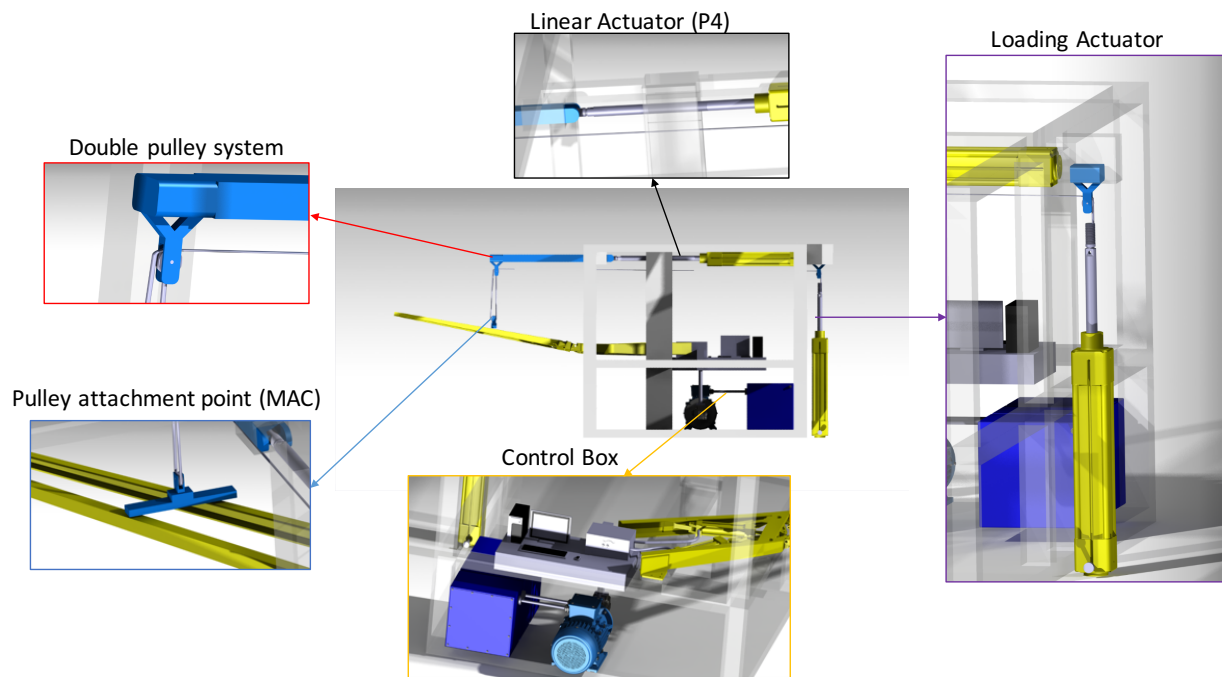 Linear Actuator (P4)
Loading Actuator
Double pulley system
Pulley attachment point (MAC)
Control Box